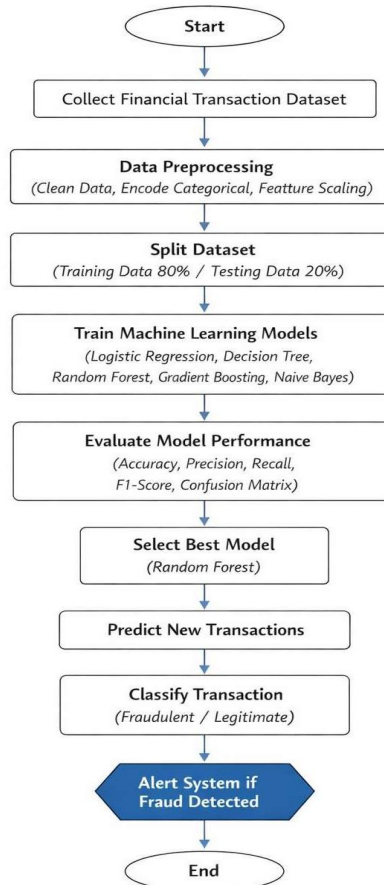 Start
Collect Financial Transaction Dataset
Data Preprocessing
(Clean Data, Encode Categorical, Featture Scaling)
Split Dataset
(Training Data 80% / Testing Data 20%)
Train Machine Learning Models
(Logistic Regression, Decision Tree,
Random Forest, Gradient Boosting, Naive Bayes)
Evaluate Model Performance
(Accuracy, Precision, Recall,
F1-Score, Confusion Matrix)
Select Best Model
(Random Forest)
Predict New Transactions
Classify Transaction
(Fraudulent / Legitimate)
Alert System if
Fraud Detected
End